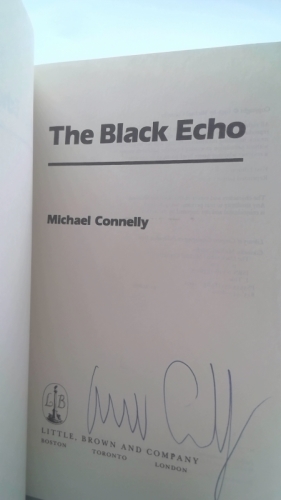 The Black Echo
Michael Connelly
L B
LITTLE, BROWN AND COMPANY
BOSTON TORONTO LONDON